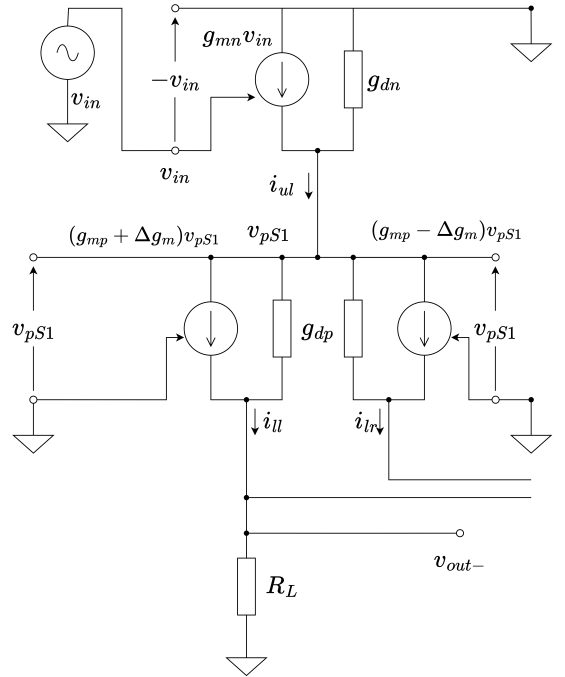 g_{mn}v_{in}
-v_{in}
g_{dn}
v_{in}
v_{in}
i_{ul}
(g_{mp} + Δg_m)v_{pS1}
v_{pS1}
(g_{mp} − Δg_m)v_{pS1}
v_{pS1}
g_{dp}
v_{pS1}
i_{ll}
i_{lr}
v_{out−}
R_L